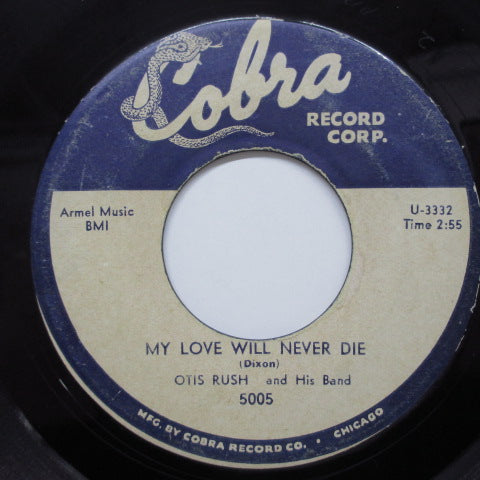 Cobra
RECORD
CORP.
Armel Music
BMI
U-3332
Time 2:55
MY LOVE WILL NEVER DIE
(Dixon)
OTIS RUSH and His Band
5005
MFG. BY COBRA RECORD CO. • CHICAGO